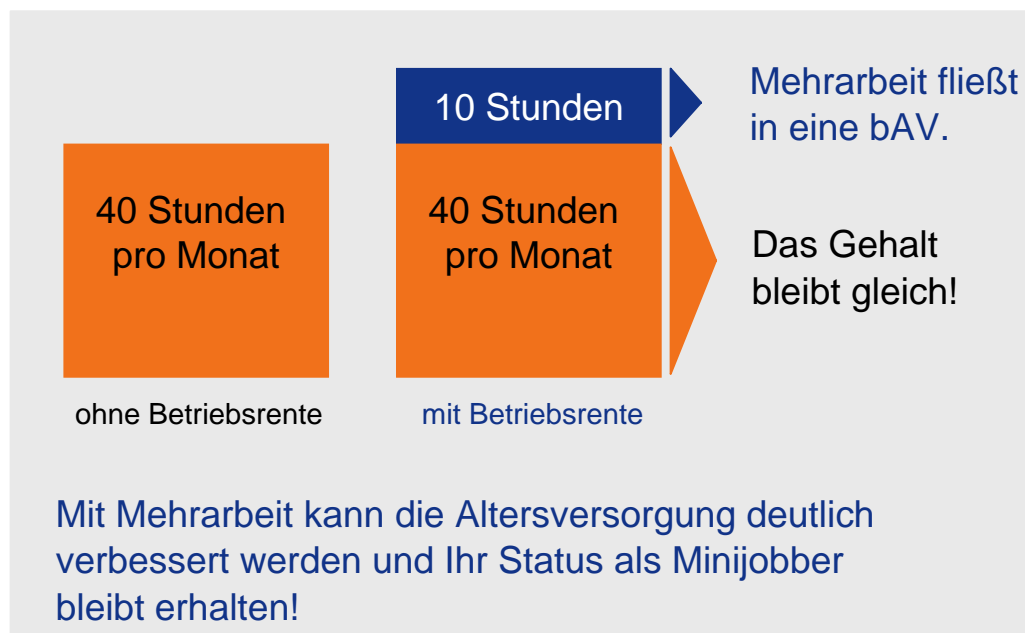 10 Stunden
Mehrarbeit fließt
in eine bAV.
40 Stunden
pro Monat
40 Stunden
pro Monat
Das Gehalt
bleibt gleich!
ohne Betriebsrente
mit Betriebsrente
Mit Mehrarbeit kann die Altersversorgung deutlich
verbessert werden und Ihr Status als Minijobber
bleibt erhalten!